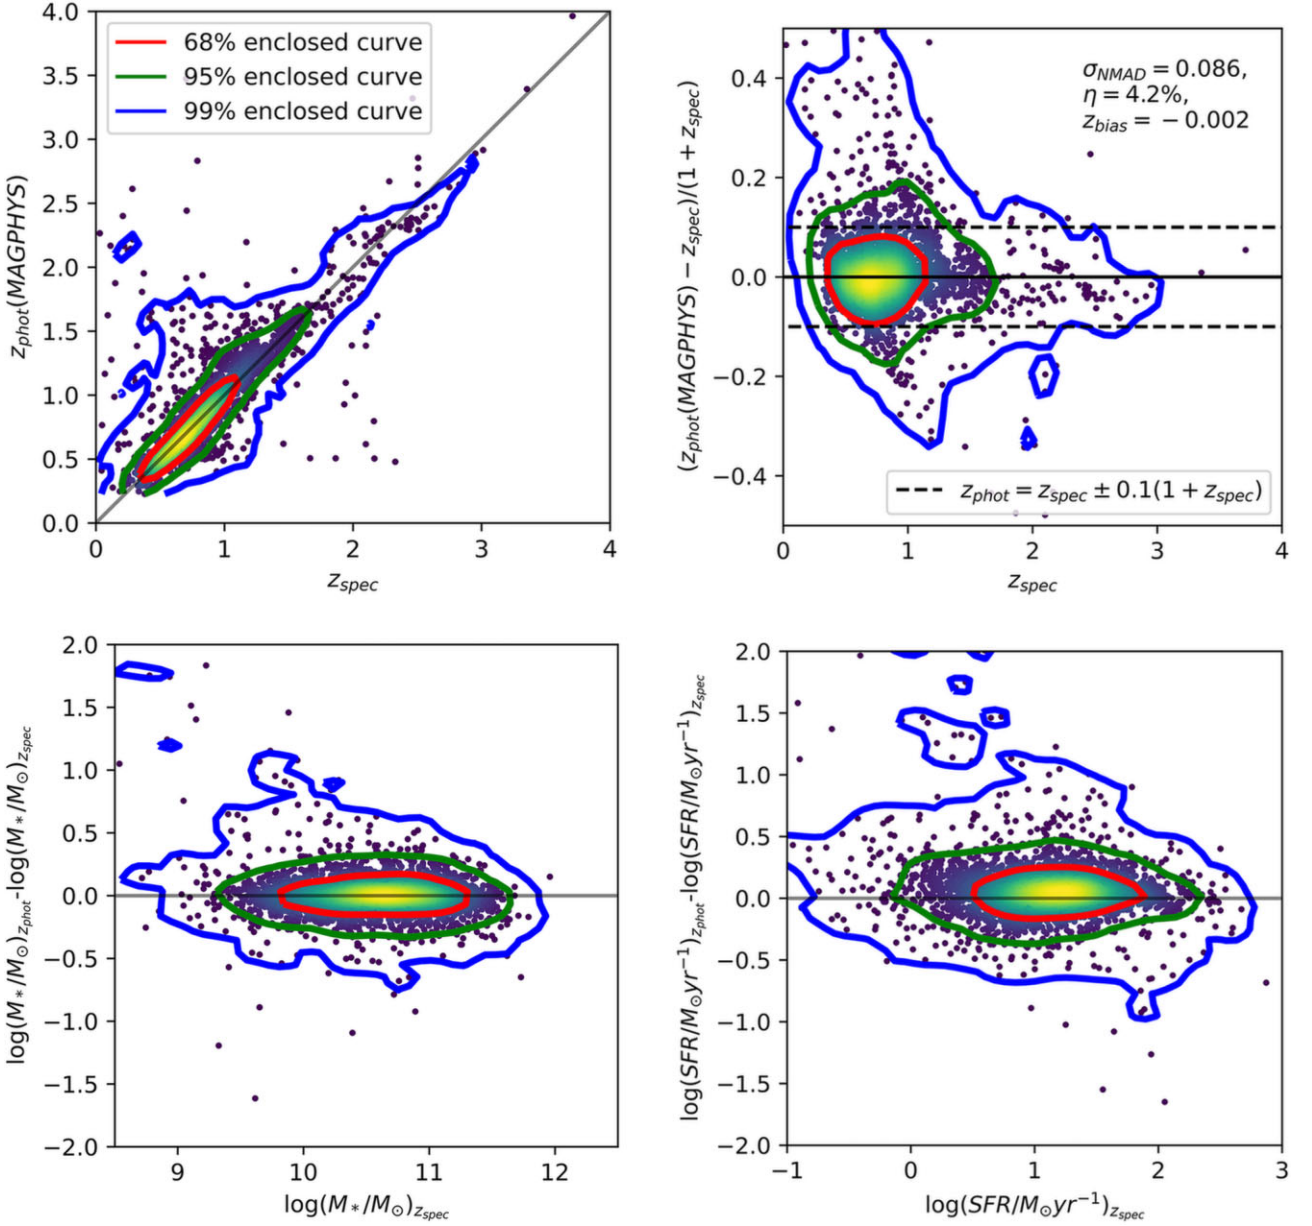 4.0
3.5
3.0
2.5
2.0
1.5
1.0
0.5
0.0
68% enclosed curve
95% enclosed curve
99% enclosed curve
z_phot(MAGPHYS)
0 1 2 3 4
z_spec
0.4
0.2
0.0
−0.2
−0.4
σ_NMAD = 0.086,
η = 4.2%,
z_bias = −0.002
(z_phot(MAGPHYS) − z_spec)/(1 + z_spec)
z_phot = z_spec ± 0.1(1 + z_spec)
0 1 2 3 4
z_spec
2.0
1.5
1.0
0.5
0.0
−0.5
−1.0
−1.5
−2.0
log(M_*/M_⊙)_z_phot-log(M_*/M_⊙)_z_spec
9 10 11 12
log(M_*/M_⊙)_z_spec
2.0
1.5
1.0
0.5
0.0
−0.5
−1.0
−1.5
−2.0
log(SFR/M_⊙yr^−1)_z_phot-log(SFR/M_⊙yr^−1)_z_spec
−1 0 1 2 3
log(SFR/M_⊙yr^−1)_z_spec